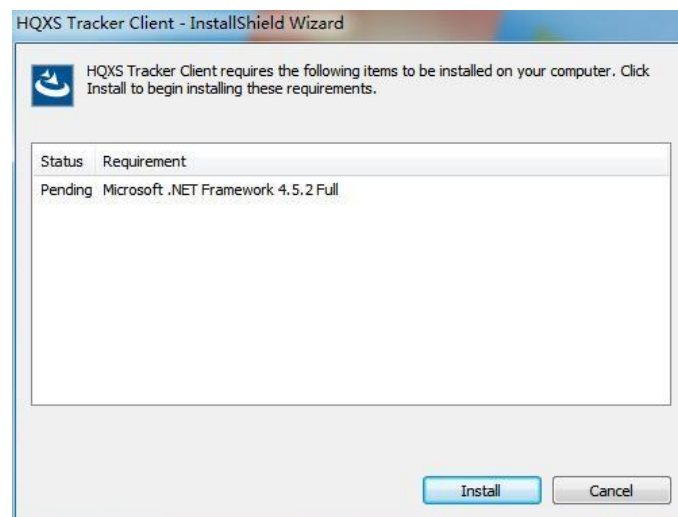 HQXS Tracker Client - InstallShield Wizard
HQXS Tracker Client requires the following items to be installed on your computer. Click
Install to begin installing these requirements.
Status Requirement
Pending Microsoft .NET Framework 4.5.2 Full
Install Cancel